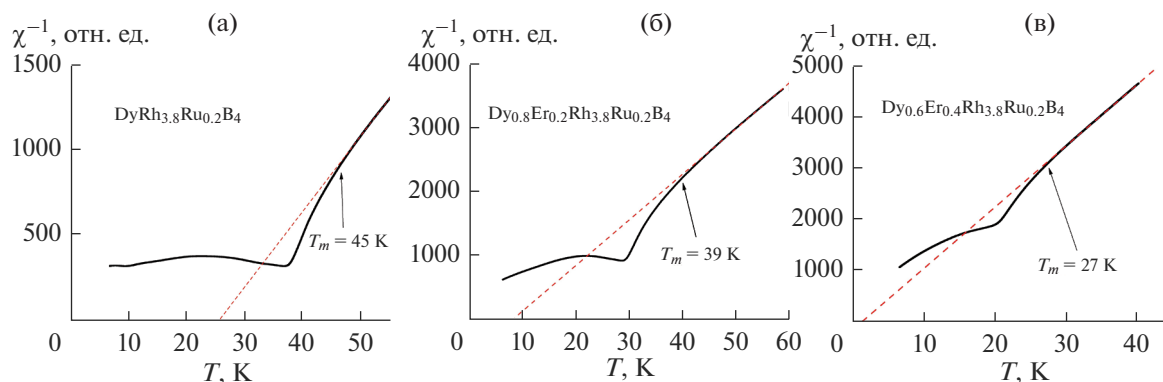 (а)
χ⁻¹, отн. ед.
1500
1000
500
0
10
20
30
40
50
T, K
DyRh3.8Ru0.2B4
Tm = 45 K
(б)
χ⁻¹, отн. ед.
4000
3000
2000
1000
0
10
20
30
40
50
60
T, K
Dy0.8Er0.2Rh3.8Ru0.2B4
Tm = 39 K
(в)
χ⁻¹, отн. ед.
5000
4000
3000
2000
1000
0
10
20
30
40
T, K
Dy0.6Er0.4Rh3.8Ru0.2B4
Tm = 27 K